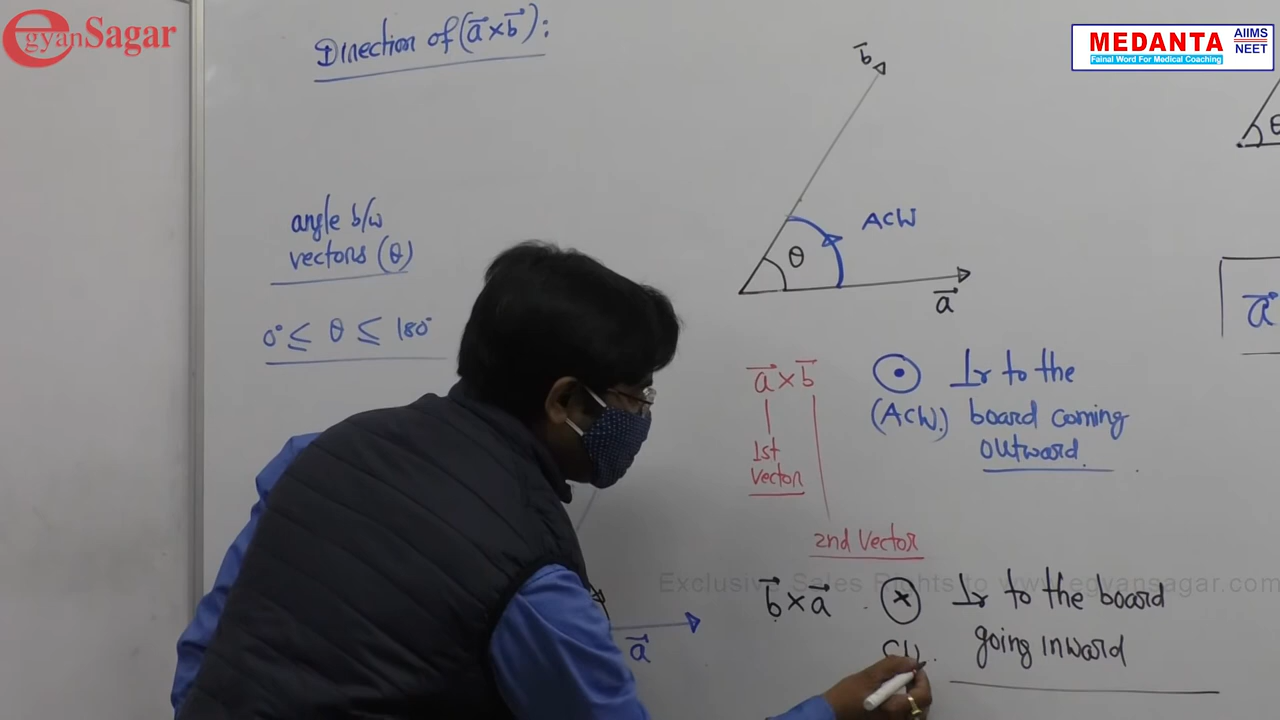 egyanSagar
MEDANTA AIIMS NEET
Fainal Word For Medical Coaching
Direction of (a⃗ × b⃗):
b⃗
θ
angle b/w
vectors (θ)
ACW
θ
a⃗
a⃗
0° ≤ θ ≤ 180°
a⃗ × b⃗ ⊙ ⊥r to the
(ACW.) board coming
outward.
1st
Vector
2nd Vector
Exclusive Sales Rights to www.egyansagar.com
b⃗ × a⃗ ⊗ ⊥r to the board
going inward
a⃗